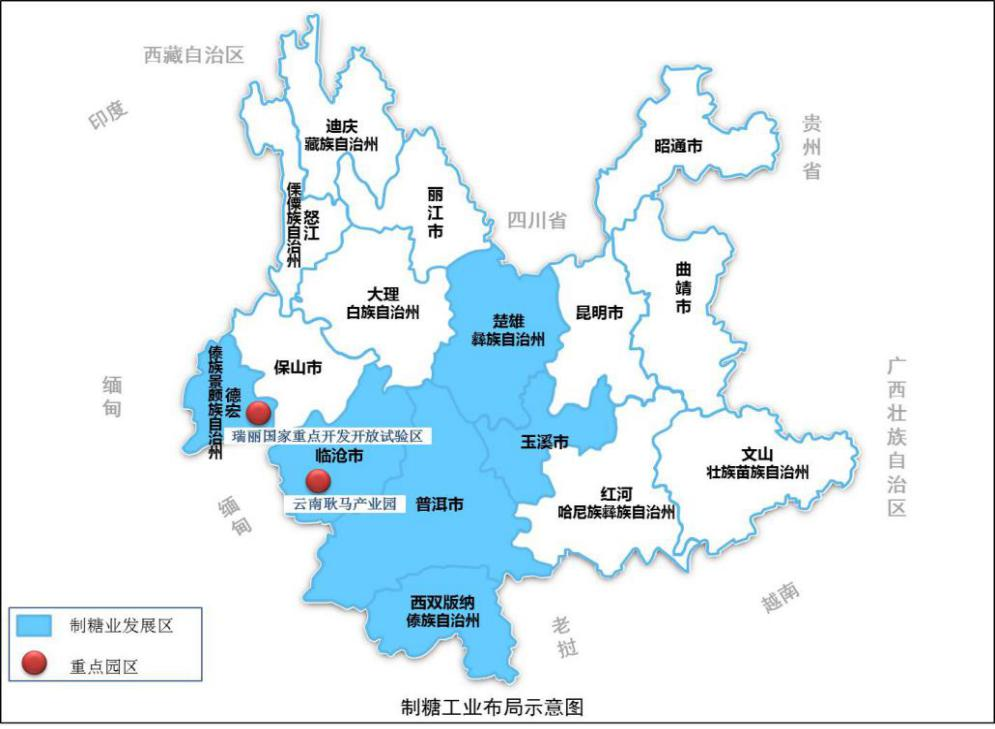 西藏自治区
印度
迪庆
藏族自治州
昭通市
贵州省
怒江
傈僳族自治州
丽江市
四川省
大理
白族自治州
楚雄
彝族自治州
昆明市
曲靖市
保山市
德宏
傣族景颇族自治州
缅甸
瑞丽国家重点开发开放试验区
临沧市
云南耿马产业园
普洱市
玉溪市
红河
哈尼族彝族自治州
文山
壮族苗族自治州
广西壮族自治区
缅甸
西双版纳
傣族自治州
老挝
越南
制糖业发展区
重点园区
制糖工业布局示意图